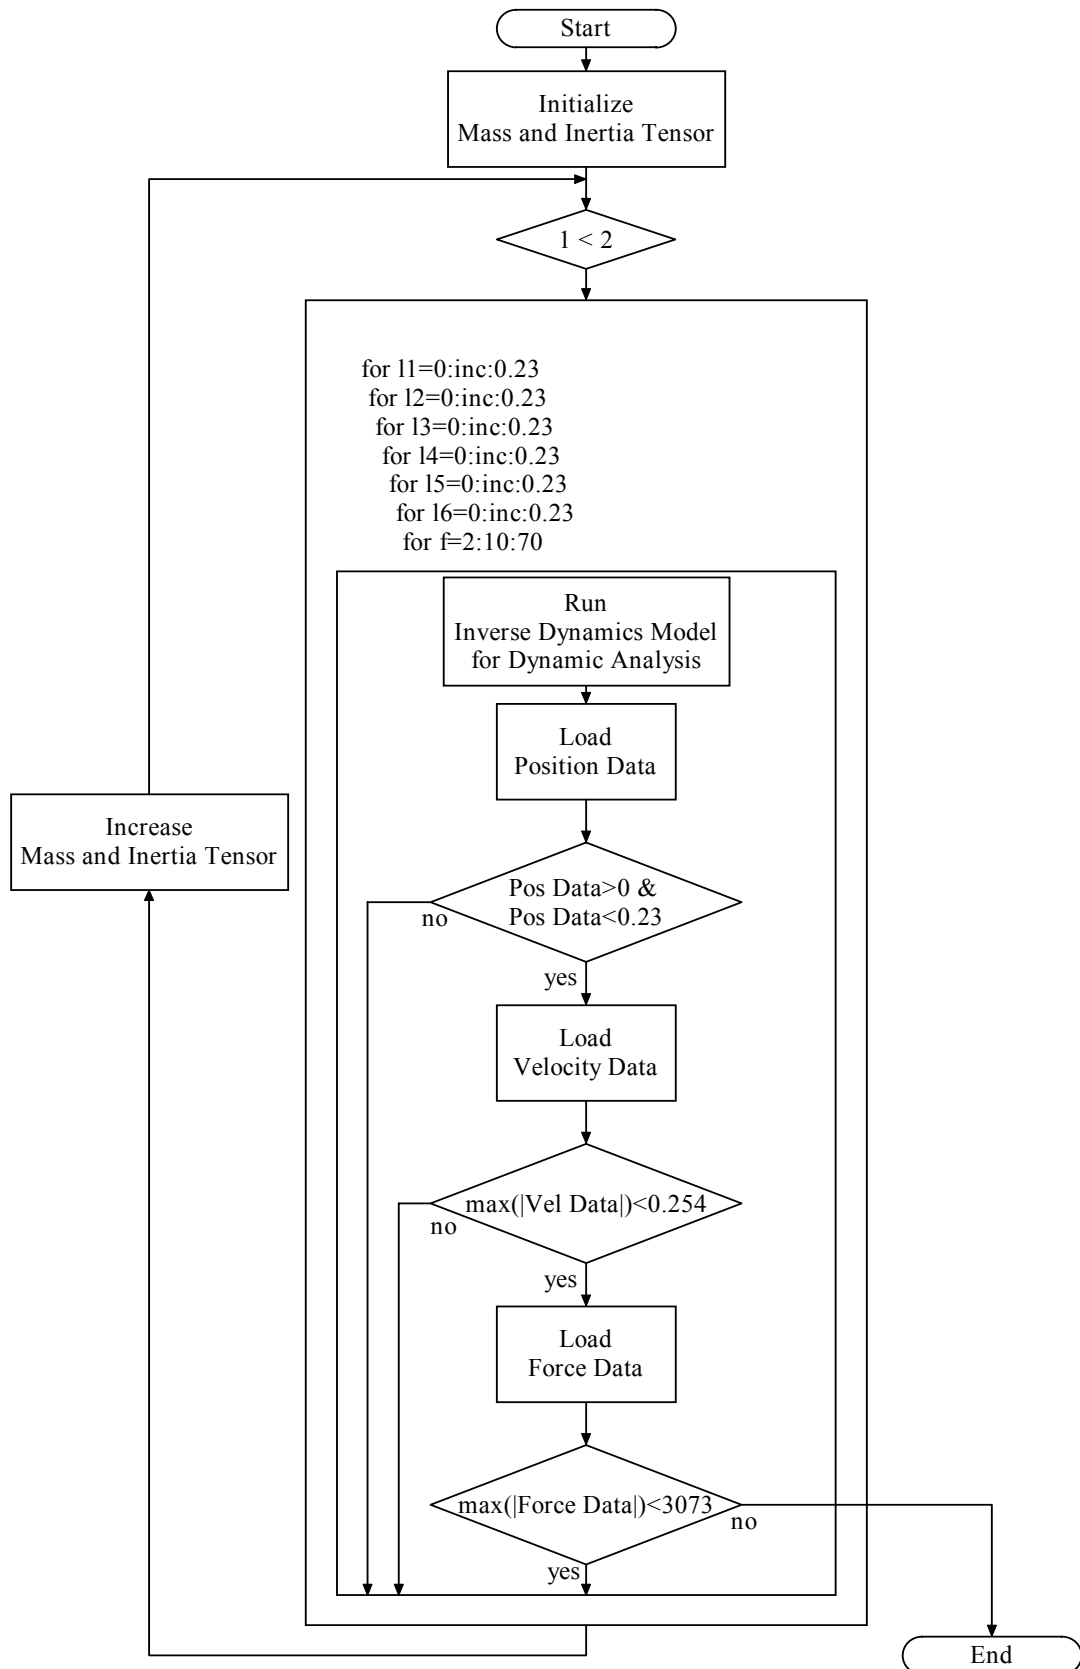 Start
Initialize
Mass and Inertia Tensor
1 < 2
for l1=0:inc:0.23
for l2=0:inc:0.23
for l3=0:inc:0.23
for l4=0:inc:0.23
for l5=0:inc:0.23
for l6=0:inc:0.23
for f=2:10:70
Run
Inverse Dynamics Model
for Dynamic Analysis
Load
Position Data
Increase
Mass and Inertia Tensor
Pos Data>0 &
Pos Data<0.23
no
yes
Load
Velocity Data
max(|Vel Data|)<0.254
no
yes
Load
Force Data
max(|Force Data|)<3073
no
yes
End